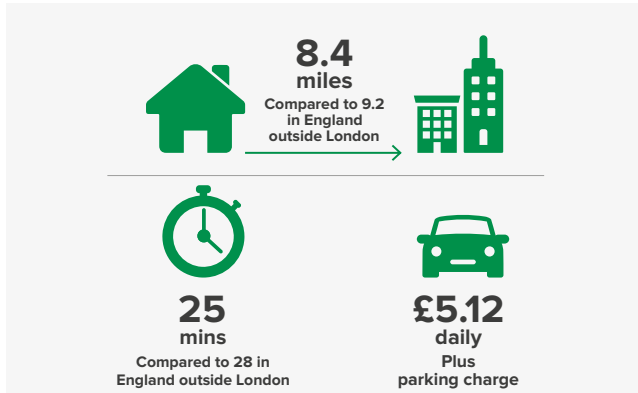 8.4
miles
Compared to 9.2
in England
outside London
25
mins
Compared to 28 in
England outside London
£5.12
daily
Plus
parking charge